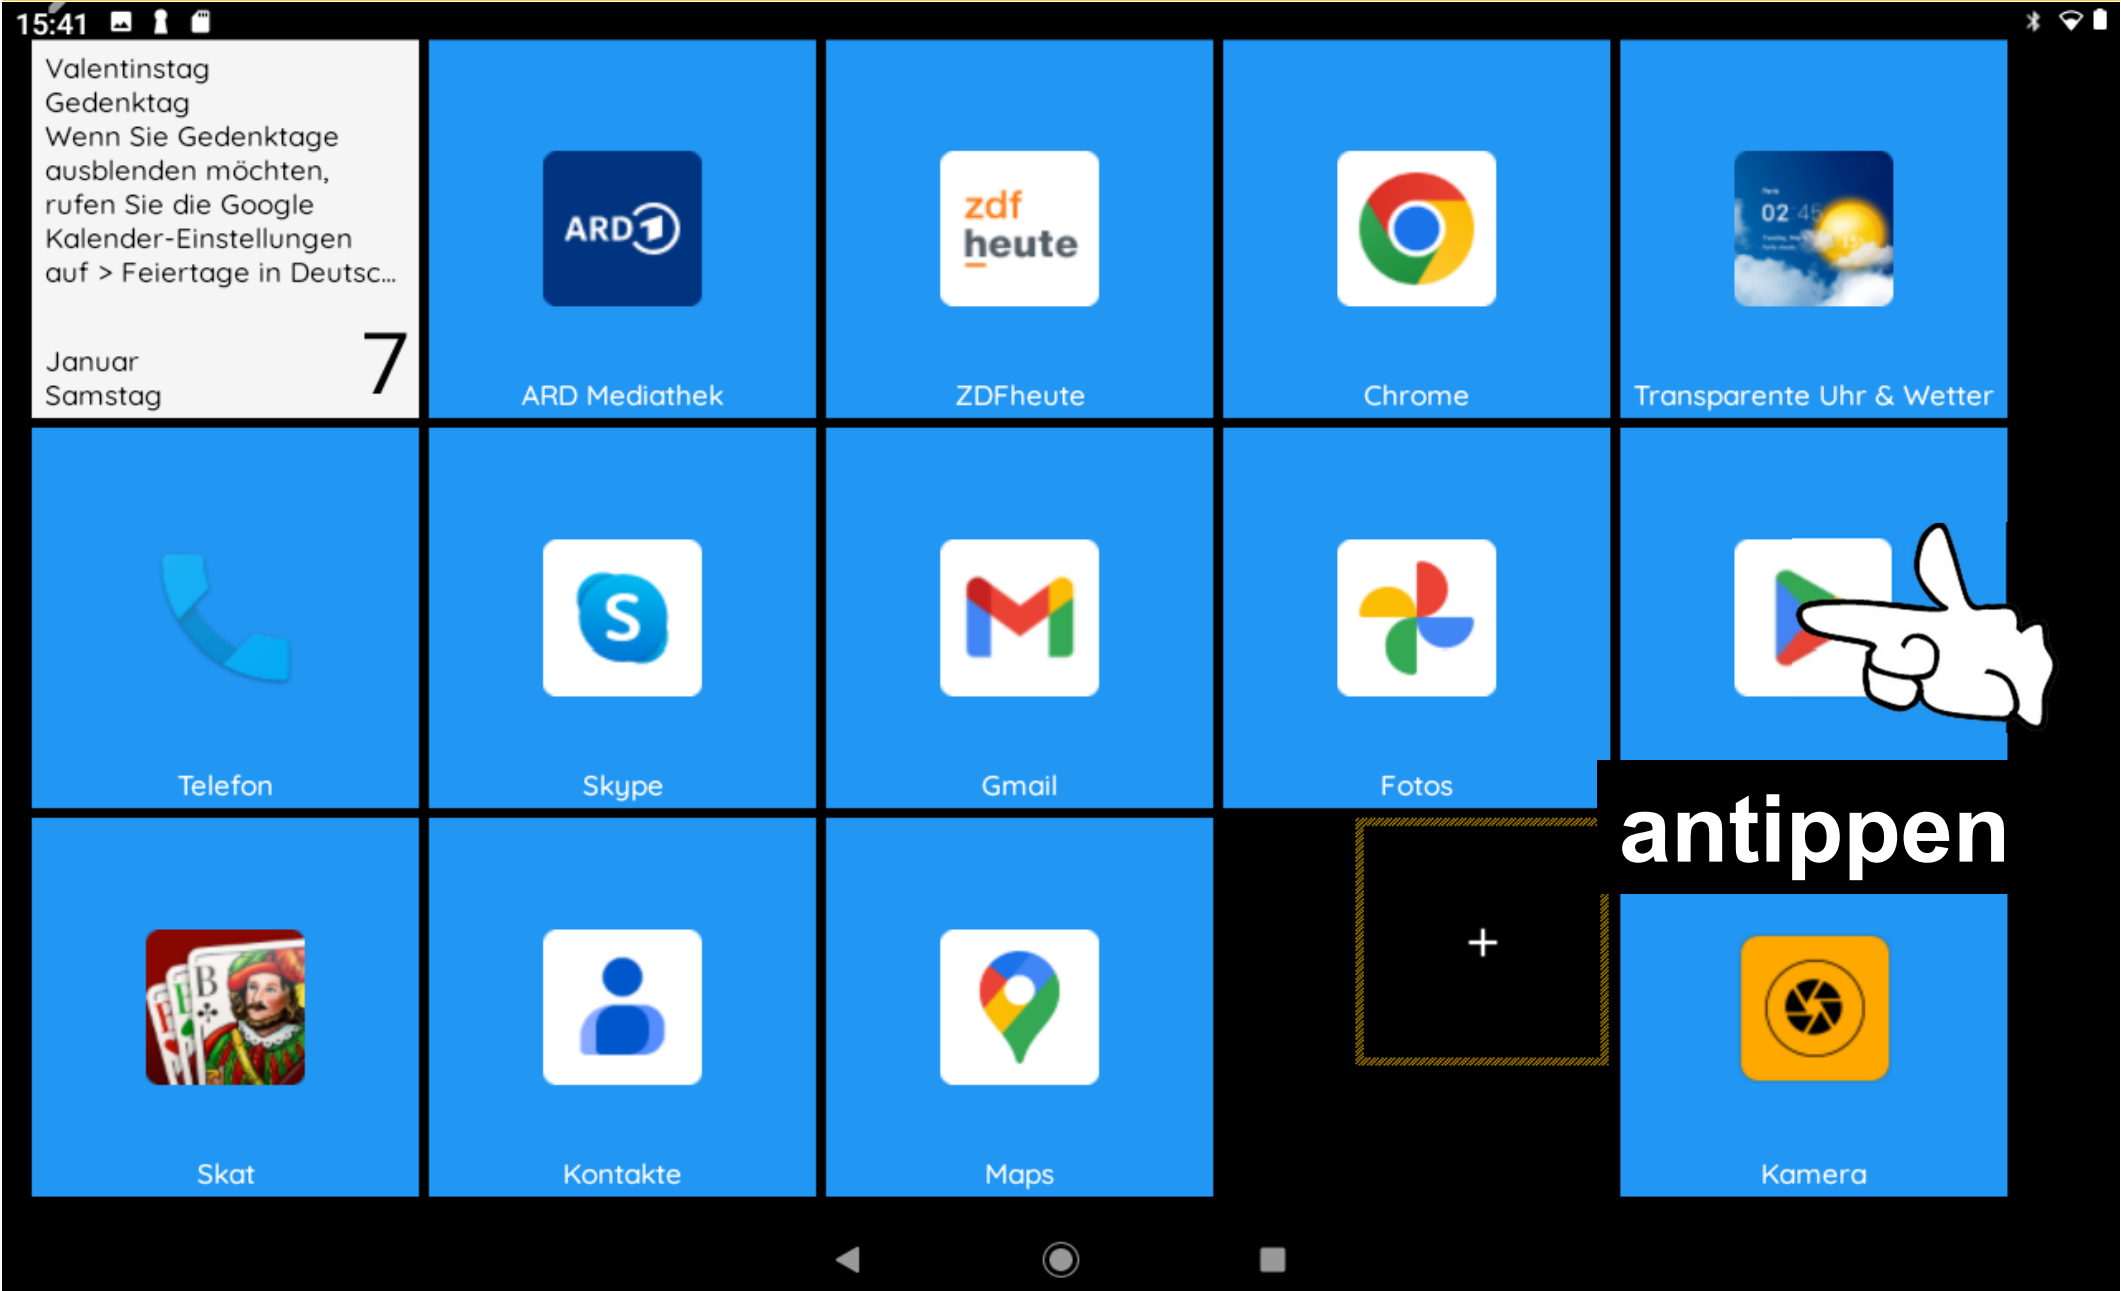 15:41
Valentinstag
Gedenktag
Wenn Sie Gedenktage
ausblenden möchten,
rufen Sie die Google
Kalender-Einstellungen
auf > Feiertage in Deutsc...
Januar
Samstag
7
ARD 1
ARD Mediathek
zdf
heute
ZDFheute
Chrome
Paris
02:45
Transparente Uhr & Wetter
Telefon
S
Skype
Gmail
Fotos
antippen
B
Skat
Kontakte
Maps
+
Kamera